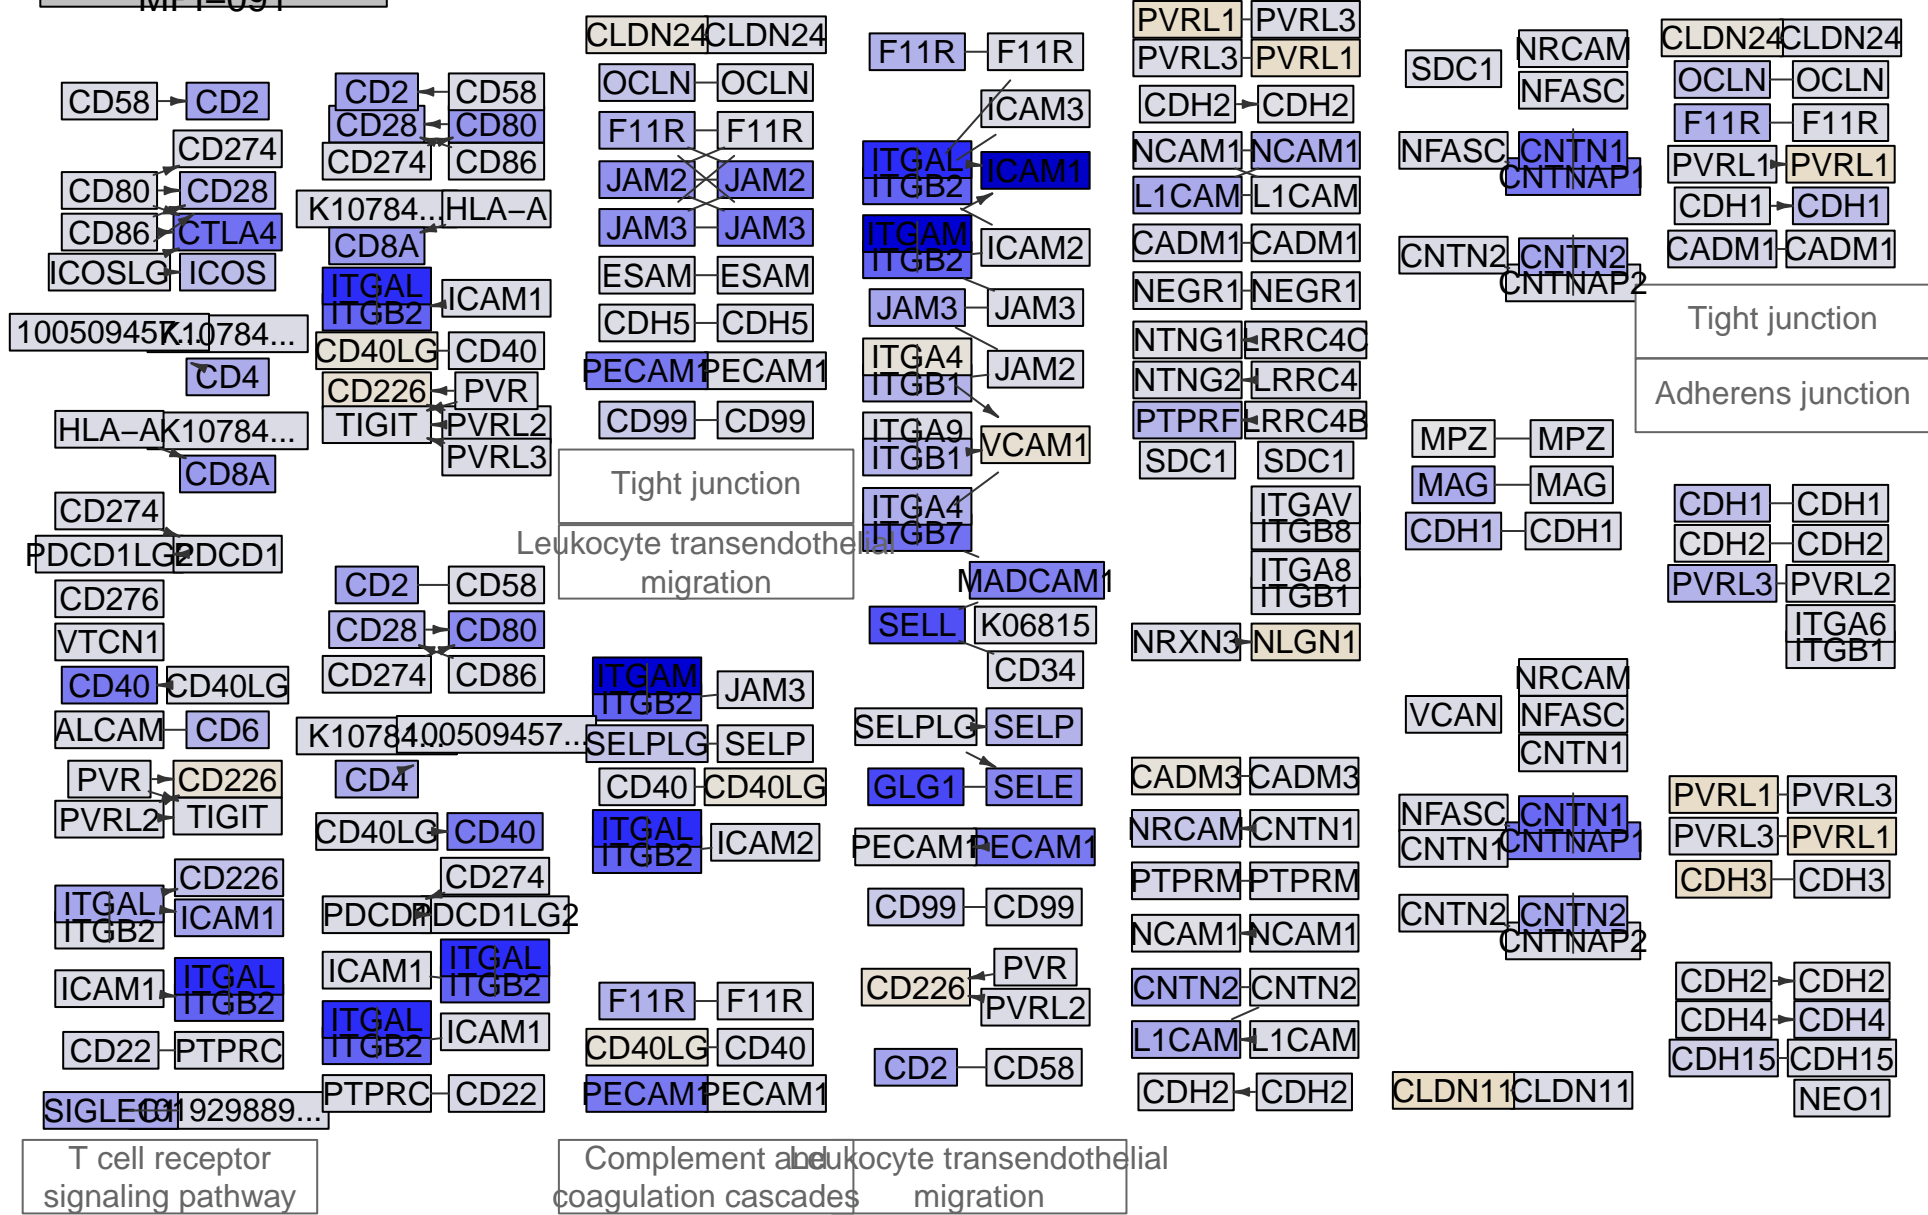 MPI−091
CD58
CD2
CD274
CD80
CD28
CD86
CTLA4
ICOSLG
ICOS
100509457...
K10784...
CD4
HLA−A
K10784...
CD8A
CD274
PDCD1LG2
PDCD1
CD276
VTCN1
CD40
CD40LG
ALCAM
CD6
PVR
CD226
PVRL2
TIGIT
CD226
ITGAL
ICAM1
ITGB2
ICAM1
ITGAL
ITGB2
CD22
PTPRC
SIGLEC1
101929889...
T cell receptor
signaling pathway
CD2
CD58
CD28
CD80
CD274
CD86
K10784...
HLA−A
CD8A
ITGAL
ITGB2
ICAM1
CD40LG
CD40
CD226
PVR
TIGIT
PVRL2
PVRL3
CD2
CD58
CD28
CD80
CD274
CD86
K10784...
100509457...
CD4
CD40LG
CD40
CD274
PDCD1
PDCD1LG2
ICAM1
ITGAL
ITGB2
ITGAL
ITGB2
ICAM1
PTPRC
CD22
CLDN24
CLDN24
OCLN
OCLN
F11R
F11R
JAM2
JAM2
JAM3
JAM3
ESAM
ESAM
CDH5
CDH5
PECAM1
PECAM1
CD99
CD99
Tight junction
Leukocyte transendothelial
migration
ITGAM
ITGB2
JAM3
SELPLG
SELP
CD40
CD40LG
ITGAL
ITGB2
ICAM2
F11R
F11R
CD40LG
CD40
PECAM1
PECAM1
Complement and
coagulation cascades
F11R
F11R
ICAM3
ITGAL
ITGB2
ICAM1
ITGAM
ITGB2
ICAM2
JAM3
JAM3
ITGA4
ITGB1
JAM2
ITGA9
ITGB1
VCAM1
ITGA4
ITGB7
MADCAM1
SELL
K06815
CD34
SELPLG
SELP
GLG1
SELE
PECAM1
PECAM1
CD99
CD99
CD226
PVR
PVRL2
CD2
CD58
Leukocyte transendothelial
migration
PVRL1
PVRL3
PVRL3
PVRL1
CDH2
CDH2
NCAM1
NCAM1
L1CAM
L1CAM
CADM1
CADM1
NEGR1
NEGR1
NTNG1
LRRC4C
NTNG2
LRRC4
PTPRF
LRRC4B
SDC1
SDC1
ITGAV
ITGB8
ITGA8
ITGB1
NRXN3
NLGN1
CADM3
CADM3
NRCAM
CNTN1
PTPRM
PTPRM
NCAM1
NCAM1
CNTN2
CNTN2
L1CAM
L1CAM
CDH2
CDH2
SDC1
NRCAM
NFASC
NFASC
CNTN1
CNTNAP1
CNTN2
CNTN2
CNTNAP2
MPZ
MPZ
MAG
MAG
CDH1
CDH1
NRCAM
VCAN
NFASC
CNTN1
NFASC
CNTN1
CNTN1
CNTNAP1
CNTN2
CNTN2
CNTNAP2
CLDN11
CLDN11
CLDN24
CLDN24
OCLN
OCLN
F11R
F11R
PVRL1
PVRL1
CDH1
CDH1
CADM1
CADM1
Tight junction
Adherens junction
CDH1
CDH1
CDH2
CDH2
PVRL3
PVRL2
ITGA6
ITGB1
PVRL1
PVRL3
PVRL3
PVRL1
CDH3
CDH3
CDH2
CDH2
CDH4
CDH4
CDH15
CDH15
NEO1